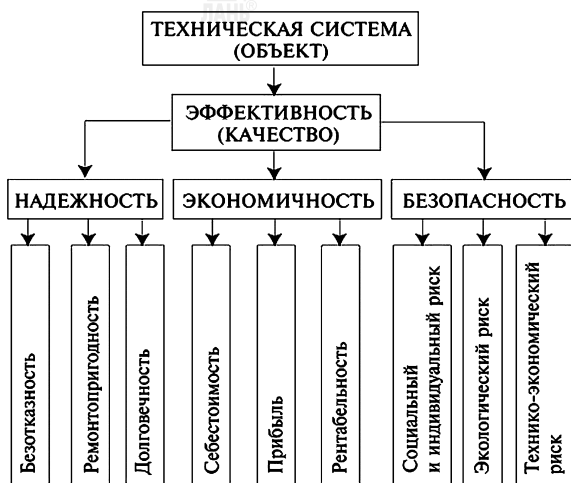 ЛАНЬ®
ТЕХНИЧЕСКАЯ СИСТЕМА
(ОБЪЕКТ)
ЭФФЕКТИВНОСТЬ
(КАЧЕСТВО)
НАДЕЖНОСТЬ
ЭКОНОМИЧНОСТЬ
БЕЗОПАСНОСТЬ
Безотказность
Ремонтопригодность
Долговечность
Себестоимость
Прибыль
Рентабельность
Социальный
и индивидуальный риск
Экологический риск
Технико-экономический
риск